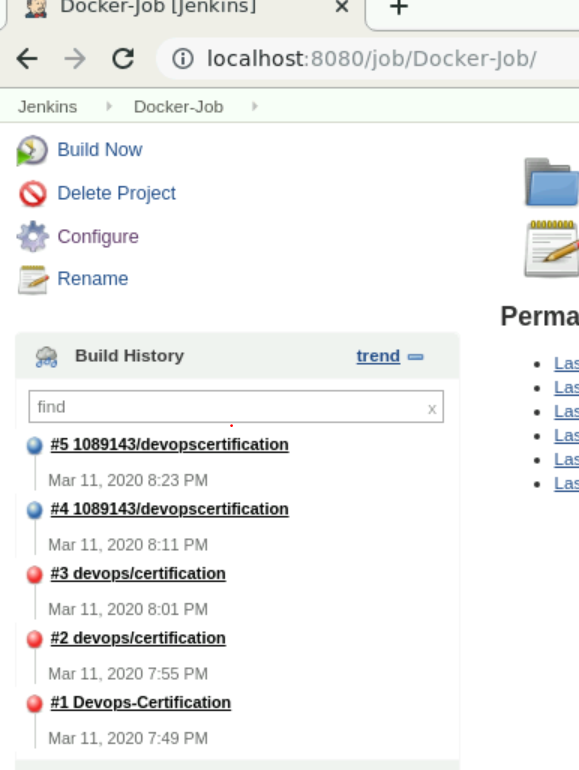 Docker-Job [Jenkins]
localhost:8080/job/Docker-Job/
Jenkins
Docker-Job
Build Now
Delete Project
Configure
Rename
Build History
trend
find
x
#5 1089143/devopscertification
Mar 11, 2020 8:23 PM
#4 1089143/devopscertification
Mar 11, 2020 8:11 PM
#3 devops/certification
Mar 11, 2020 8:01 PM
#2 devops/certification
Mar 11, 2020 7:55 PM
#1 Devops-Certification
Mar 11, 2020 7:49 PM
Perma
Las
Las
Las
Las
Las
Las